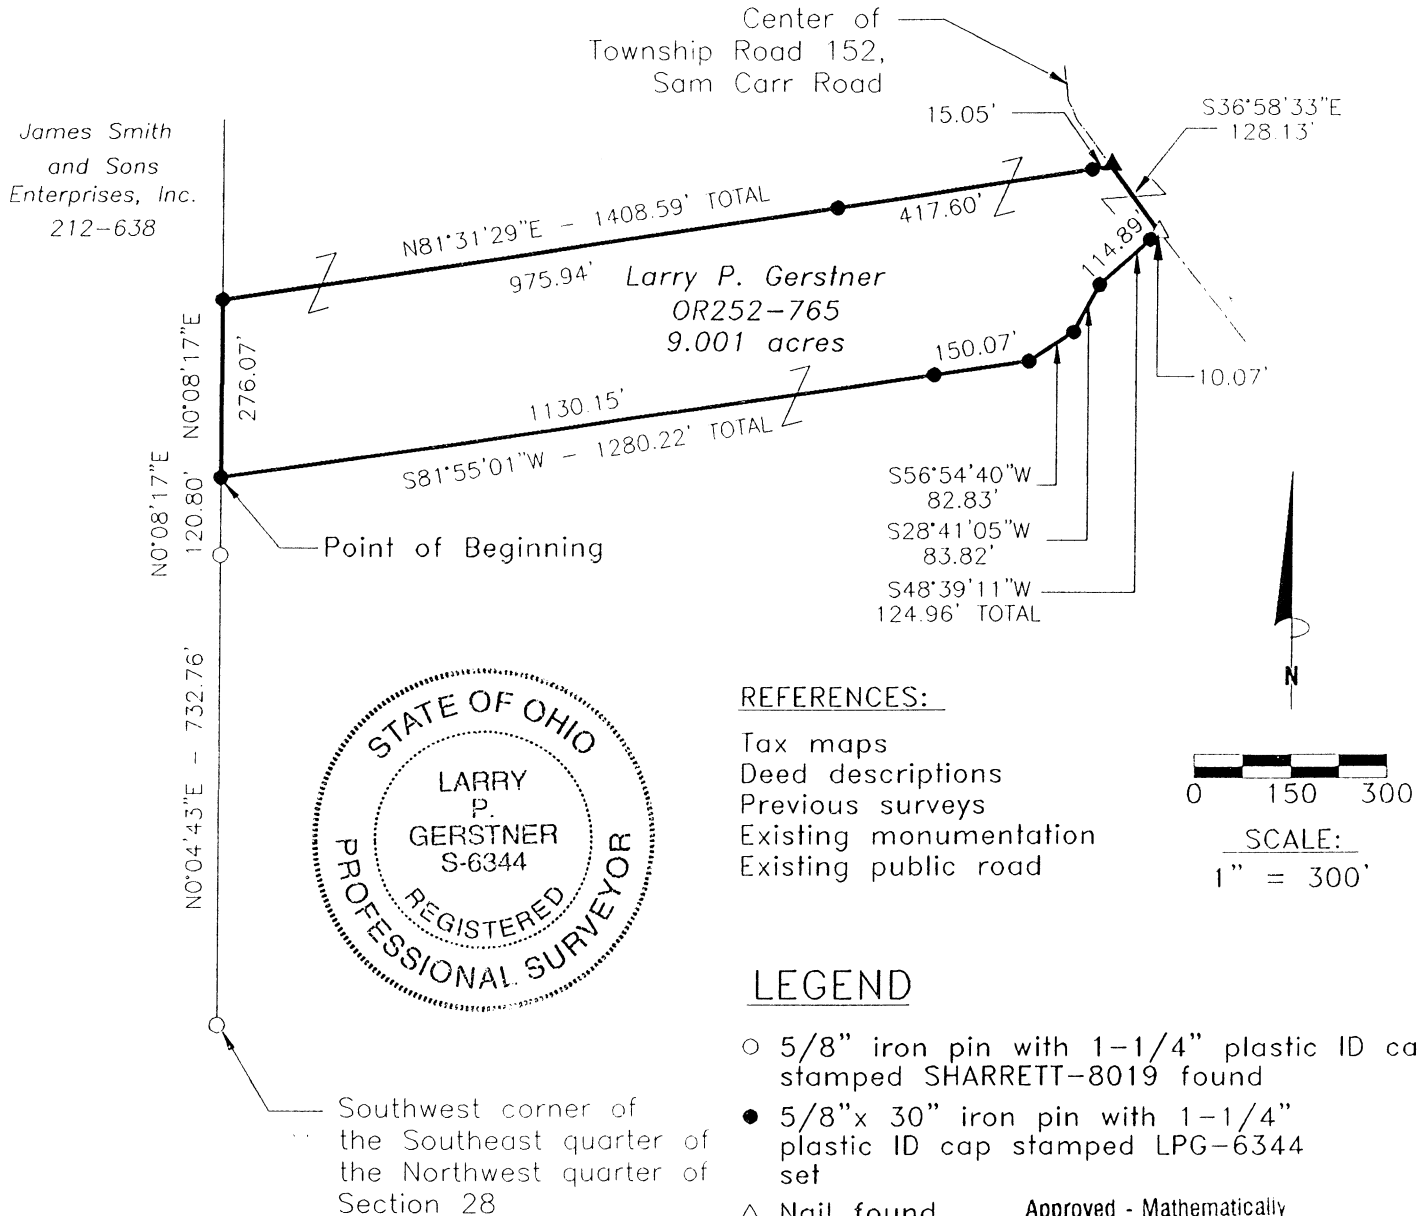 Center of
Township Road 152,
Sam Carr Road
James Smith
and Sons
Enterprises, Inc.
212-638
15.05'
S36°58'33"E
128.13'
N81°31'29"E - 1408.59' TOTAL
975.94'
417.60'
114.89'
Larry P. Gerstner
OR252-765
9.001 acres
N0°08'17"E
276.07'
150.07'
10.07'
1130.15'
S81°55'01"W - 1280.22' TOTAL
N0°08'17"E
120.80'
Point of Beginning
S56°54'40"W
82.83'
S28°41'05"W
83.82'
S48°39'11"W
124.96' TOTAL
N
N0°04'43"E - 732.76'
STATE OF OHIO
LARRY
P.
GERSTNER
S-6344
REGISTERED
PROFESSIONAL SURVEYOR
REFERENCES:
Tax maps
Deed descriptions
Previous surveys
Existing monumentation
Existing public road
0 150 300
SCALE:
1" = 300'
LEGEND
5/8" iron pin with 1-1/4" plastic ID ca
stamped SHARRETT-8019 found
5/8"x 30" iron pin with 1-1/4"
plastic ID cap stamped LPG-6344
set
Nail found
Approved - Mathematically
Southwest corner of
the Southeast quarter of
the Northwest quarter of
Section 28